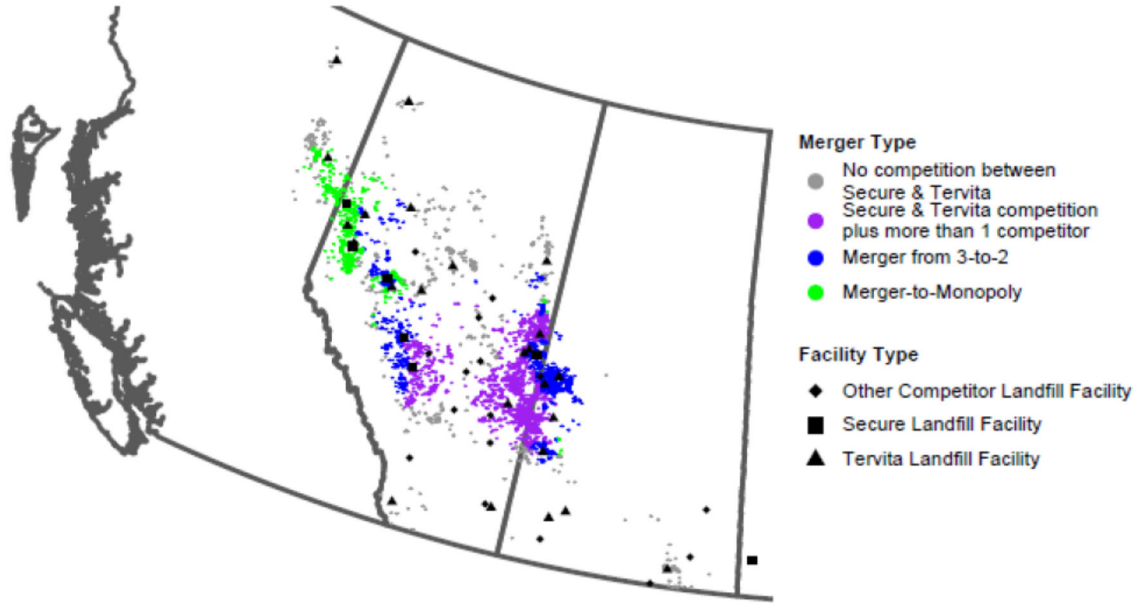 Merger Type
No competition between
Secure & Tervita
Secure & Tervita competition
plus more than 1 competitor
Merger from 3-to-2
Merger-to-Monopoly
Facility Type
Other Competitor Landfill Facility
Secure Landfill Facility
Tervita Landfill Facility